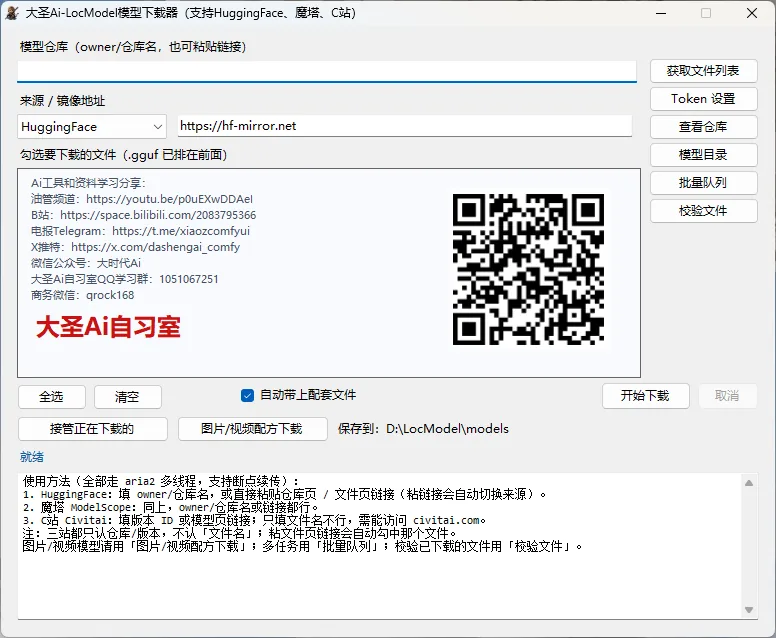 大圣Ai-LocModel模型下载器（支持HuggingFace、魔塔、C站）
模型仓库（owner/仓库名，也可粘贴链接）
获取文件列表
来源 / 镜像地址
Token 设置
HuggingFace
https://hf-mirror.net
查看仓库
勾选要下载的文件（.gguf 已排在前面）
模型目录
批量队列
校验文件
Ai工具和资料学习分享：
油管频道：https://youtu.be/p0uEXwDDAeI
B站：https://space.bilibili.com/2083795366
电报Telegram：https://t.me/xiaozcomfyui
X推特：https://x.com/dashengai_comfy
微信公众号：大时代Ai
大圣Ai自习室QQ学习群：1051067251
商务微信：qrock168
大圣Ai自习室
全选
清空
自动带上配套文件
开始下载
取消
接管正在下载的
图片/视频配方下载
保存到：D:\LocModel\models
就绪
使用方法（全部走 aria2 多线程，支持断点续传）：
1. HuggingFace：填 owner/仓库名，或直接粘贴仓库页 / 文件页链接（粘链接会自动切换来源）。
2. 魔塔 ModelScope：同上，owner/仓库名或链接都行。
3. C站 Civitai：填版本 ID 或模型页链接；只填文件名不行，需能访问 civitai.com。
注：三站都只认仓库/版本，不认「文件名」；粘文件页链接会自动勾中那个文件。
图片/视频模型请用「图片/视频配方下载」；多任务用「批量队列」；校验已下载的文件用「校验文件」。